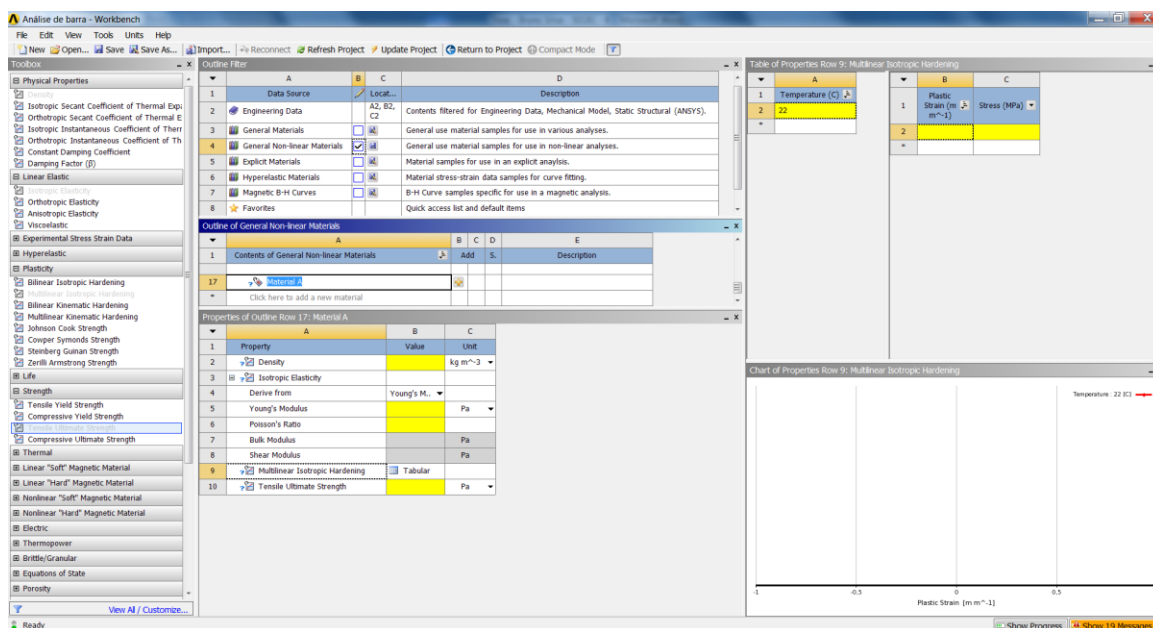 Análise de barra - Workbench
File Edit View Tools Units Help
New Open... Save Save As... Import... Reconnect Refresh Project Update Project Return to Project Compact Mode
Toolbox
Physical Properties
Density
Isotropic Secant Coefficient of Thermal Expa
Orthotropic Secant Coefficient of Thermal E
Isotropic Instantaneous Coefficient of Therr
Orthotropic Instantaneous Coefficient of Th
Constant Damping Coefficient
Damping Factor (β)
Linear Elastic
Isotropic Elasticity
Orthotropic Elasticity
Anisotropic Elasticity
Viscoelastic
Experimental Stress Strain Data
Hyperelastic
Plasticity
Bilinear Isotropic Hardening
Multilinear Isotropic Hardening
Bilinear Kinematic Hardening
Multilinear Kinematic Hardening
Johnson Cook Strength
Cowper Symonds Strength
Steinberg Guinan Strength
Zerilli Armstrong Strength
Life
Strength
Tensile Yield Strength
Compressive Yield Strength
Tensile Ultimate Strength
Compressive Ultimate Strength
Thermal
Linear "Soft" Magnetic Material
Linear "Hard" Magnetic Material
Nonlinear "Soft" Magnetic Material
Nonlinear "Hard" Magnetic Material
Electric
Thermopower
Brittle/Granular
Equations of State
Porosity
View All / Customize...
Outline Filter
A B C D
1 Data Source Locat... Description
2 Engineering Data A2, B2, C2 Contents filtered for Engineering Data, Mechanical Model, Static Structural (ANSYS).
3 General Materials General use material samples for use in various analyses.
4 General Non-linear Materials General use material samples for use in non-linear analyses.
5 Explicit Materials Material samples for use in an explicit anaylsis.
6 Hyperelastic Materials Material stress-strain data samples for curve fitting.
7 Magnetic B-H Curves B-H Curve samples specific for use in a magnetic analysis.
8 Favorites Quick access list and default items
Outline of General Non-linear Materials
A B C D E
1 Contents of General Non-linear Materials Add S. Description
17 Material A
* Click here to add a new material
Properties of Outline Row 17: Material A
A B C
1 Property Value Unit
2 Density kg m^-3
3 Isotropic Elasticity
4 Derive from Young's M...
5 Young's Modulus Pa
6 Poisson's Ratio
7 Bulk Modulus Pa
8 Shear Modulus Pa
9 Multilinear Isotropic Hardening Tabular
10 Tensile Ultimate Strength Pa
Table of Properties Row 9: Multilinear Isotropic Hardening
A
1 Temperature (C)
2 22
*
B C
1 Plastic Strain (m m^-1) Stress (MPa)
2
*
Chart of Properties Row 9: Multilinear Isotropic Hardening
Temperature : 22 [C]
-1 -0.5 0 0.5
Plastic Strain [m m^-1]
Ready
Show Progress Show 19 Messages